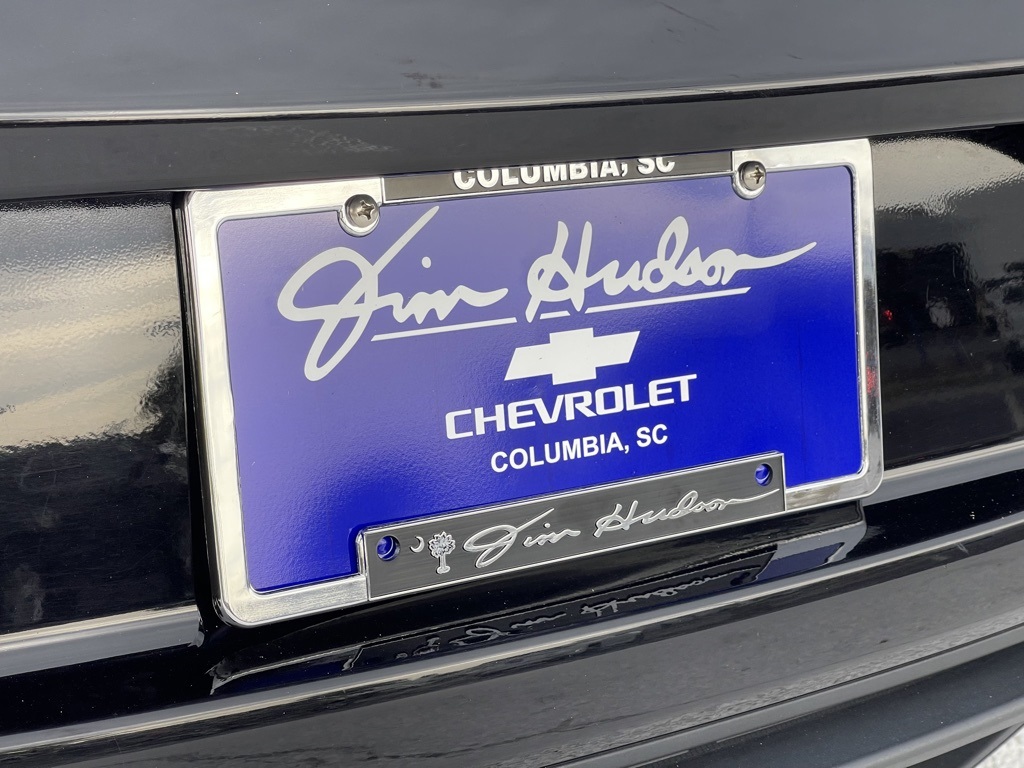 COLUMBIA, SC
Jim Hudson
CHEVROLET
COLUMBIA, SC
Jim Hudson